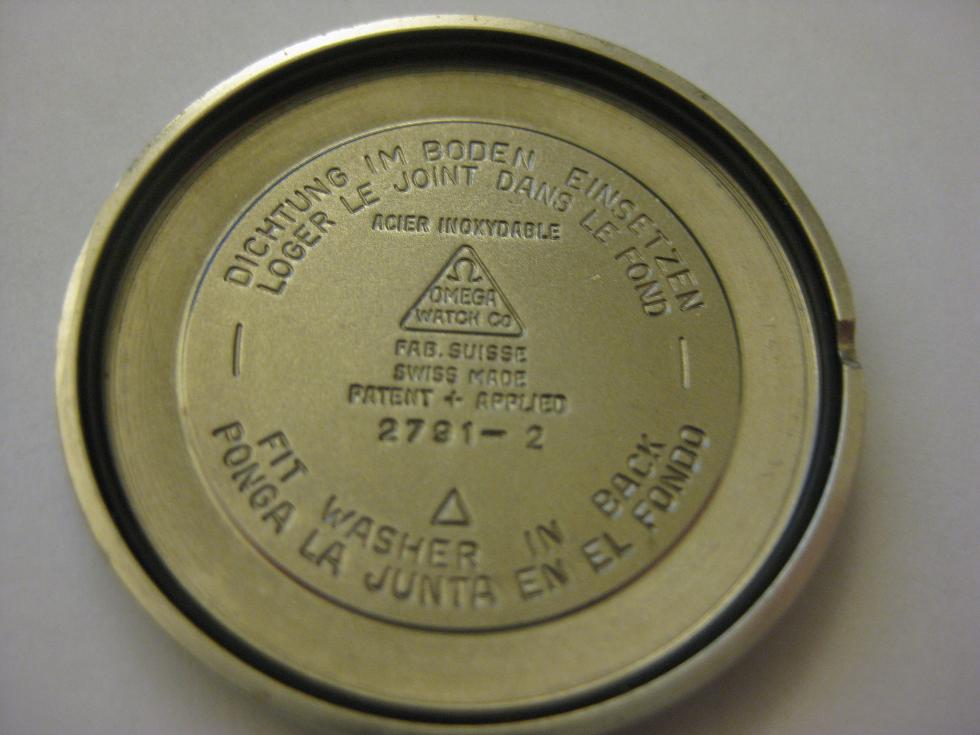 DICHTUNG IM BODEN EINSETZEN
LOGER LE JOINT DANS LE FOND
ACIER INOXYDABLE
Ω
OMEGA
WATCH CO
FAB. SUISSE
SWISS MADE
PATENT + APPLIED
2791-2
FIT WASHER IN BACK
PONGA LA JUNTA EN EL FONDO